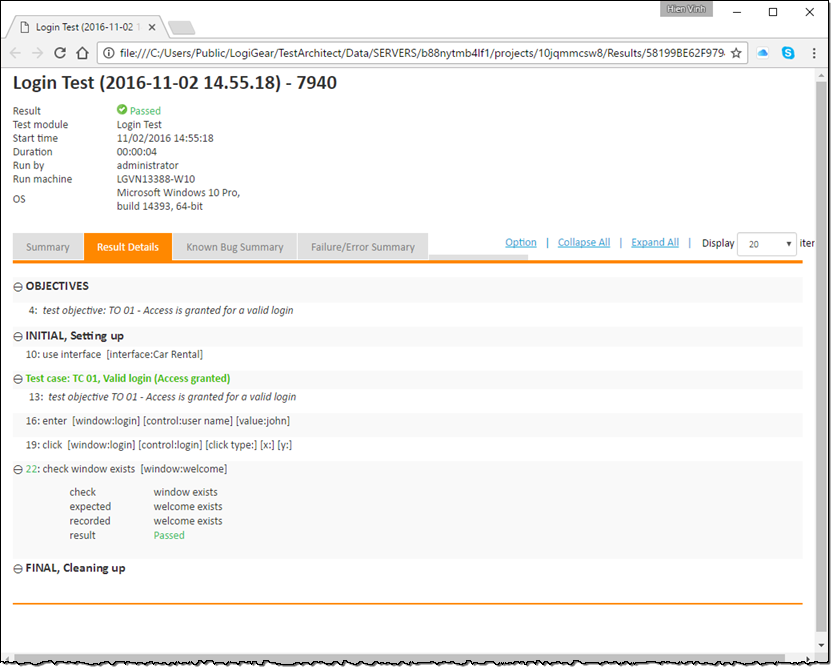 Hien Vinh
Login Test (2016-11-02 1
file:///C:/Users/Public/LogiGear/TestArchitect/Data/SERVERS/b88nytmb4lf1/projects/10jqmmcsw8/Results/58199BE62F979
Login Test (2016-11-02 14.55.18) - 7940
Result Passed
Test module Login Test
Start time 11/02/2016 14:55:18
Duration 00:00:04
Run by administrator
Run machine LGVN13388-W10
OS Microsoft Windows 10 Pro,
build 14393, 64-bit
Summary Result Details Known Bug Summary Failure/Error Summary Option | Collapse All | Expand All | Display 20 iter
OBJECTIVES
4: test objective: TO 01 - Access is granted for a valid login
INITIAL, Setting up
10: use interface [interface:Car Rental]
Test case: TC 01, Valid login (Access granted)
13: test objective TO 01 - Access is granted for a valid login
16: enter [window:login] [control:user name] [value:john]
19: click [window:login] [control:login] [click type:] [x:] [y:]
22: check window exists [window:welcome]
check window exists
expected welcome exists
recorded welcome exists
result Passed
FINAL, Cleaning up